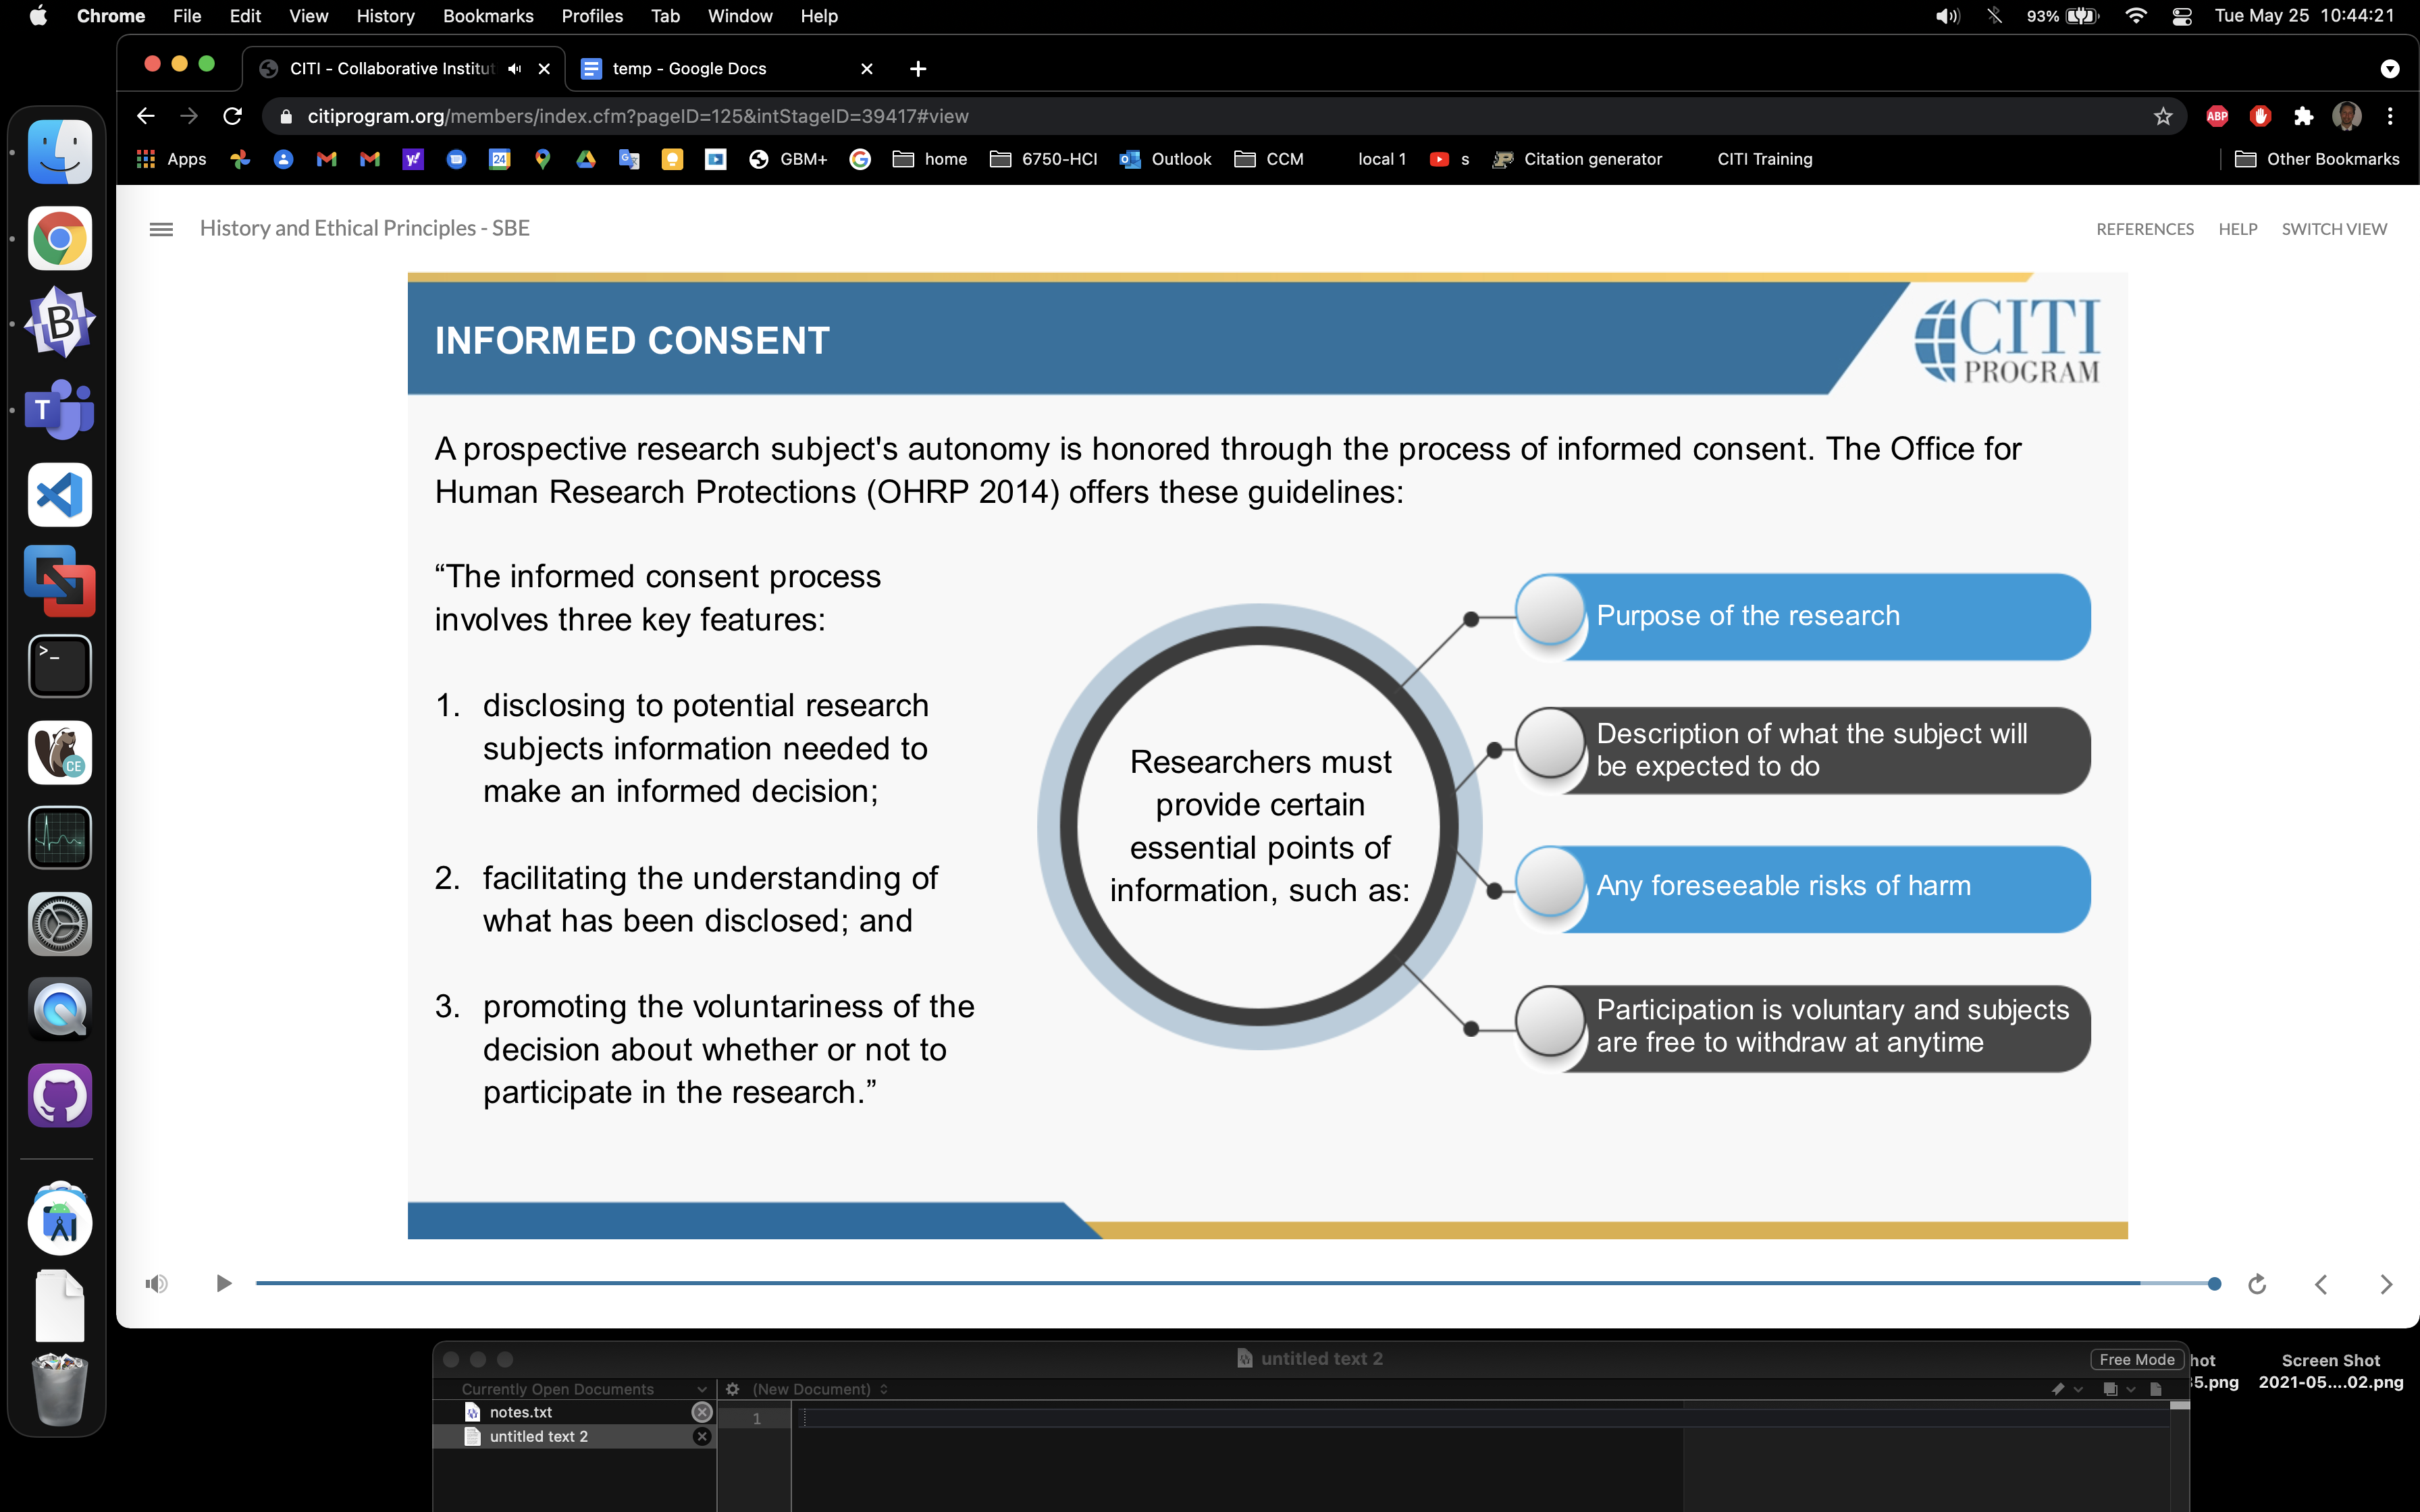 Chrome File Edit View History Bookmarks Profiles Tab Window Help 93% Tue May 25 10:44:21
CITI - Collaborative Institut temp - Google Docs
citiprogram.org/members/index.cfm?pageID=125&intStageID=39417#view ABP
Apps 24 GBM+ home 6750-HCI Outlook CCM local 1 s Citation generator CITI Training Other Bookmarks
History and Ethical Principles - SBE REFERENCES HELP SWITCH VIEW
INFORMED CONSENT
CITI
PROGRAM
A prospective research subject's autonomy is honored through the process of informed consent. The Office for
Human Research Protections (OHRP 2014) offers these guidelines:
“The informed consent process
involves three key features:
1. disclosing to potential research
subjects information needed to
make an informed decision;
2. facilitating the understanding of
what has been disclosed; and
3. promoting the voluntariness of the
decision about whether or not to
participate in the research.”
Researchers must
provide certain
essential points of
information, such as:
Purpose of the research
Description of what the subject will
be expected to do
Any foreseeable risks of harm
Participation is voluntary and subjects
are free to withdraw at anytime
untitled text 2 Free Mode
Currently Open Documents (New Document)
notes.txt
untitled text 2
1
hot
5.png
Screen Shot
2021-05....02.png
B
T
>_
CE